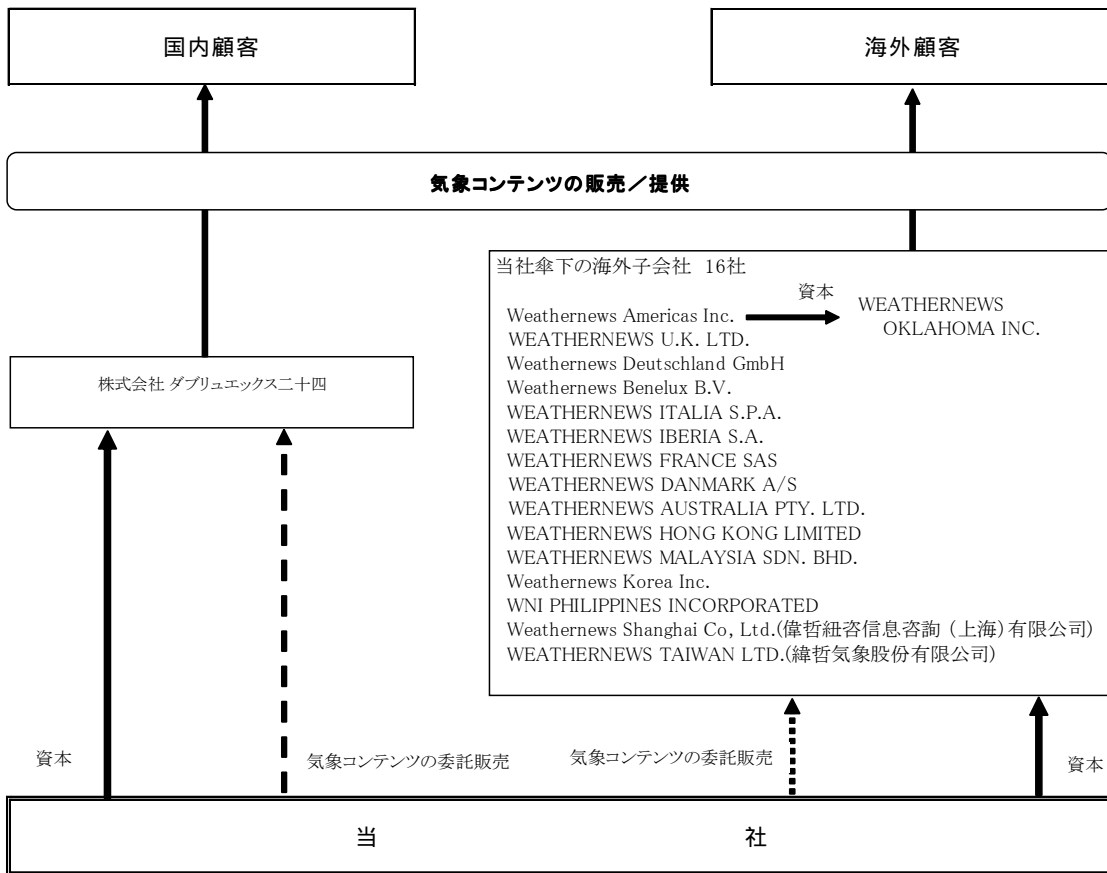 国内顧客
海外顧客
気象コンテンツの販売／提供
当社傘下の海外子会社 16社
資本
Weathernews Americas Inc.
WEATHERNEWS
OKLAHOMA INC.
WEATHERNEWS U.K. LTD.
Weathernews Deutschland GmbH
Weathernews Benelux B.V.
WEATHERNEWS ITALIA S.P.A.
WEATHERNEWS IBERIA S.A.
WEATHERNEWS FRANCE SAS
WEATHERNEWS DANMARK A/S
WEATHERNEWS AUSTRALIA PTY. LTD.
WEATHERNEWS HONG KONG LIMITED
WEATHERNEWS MALAYSIA SDN. BHD.
Weathernews Korea Inc.
WNI PHILIPPINES INCORPORATED
Weathernews Shanghai Co, Ltd.(偉哲紐咨信息咨詢（上海）有限公司)
WEATHERNEWS TAIWAN LTD.(緯哲気象股份有限公司)
株式会社 ダブリュエックス二十四
資本
気象コンテンツの委託販売
気象コンテンツの委託販売
資本
当 社